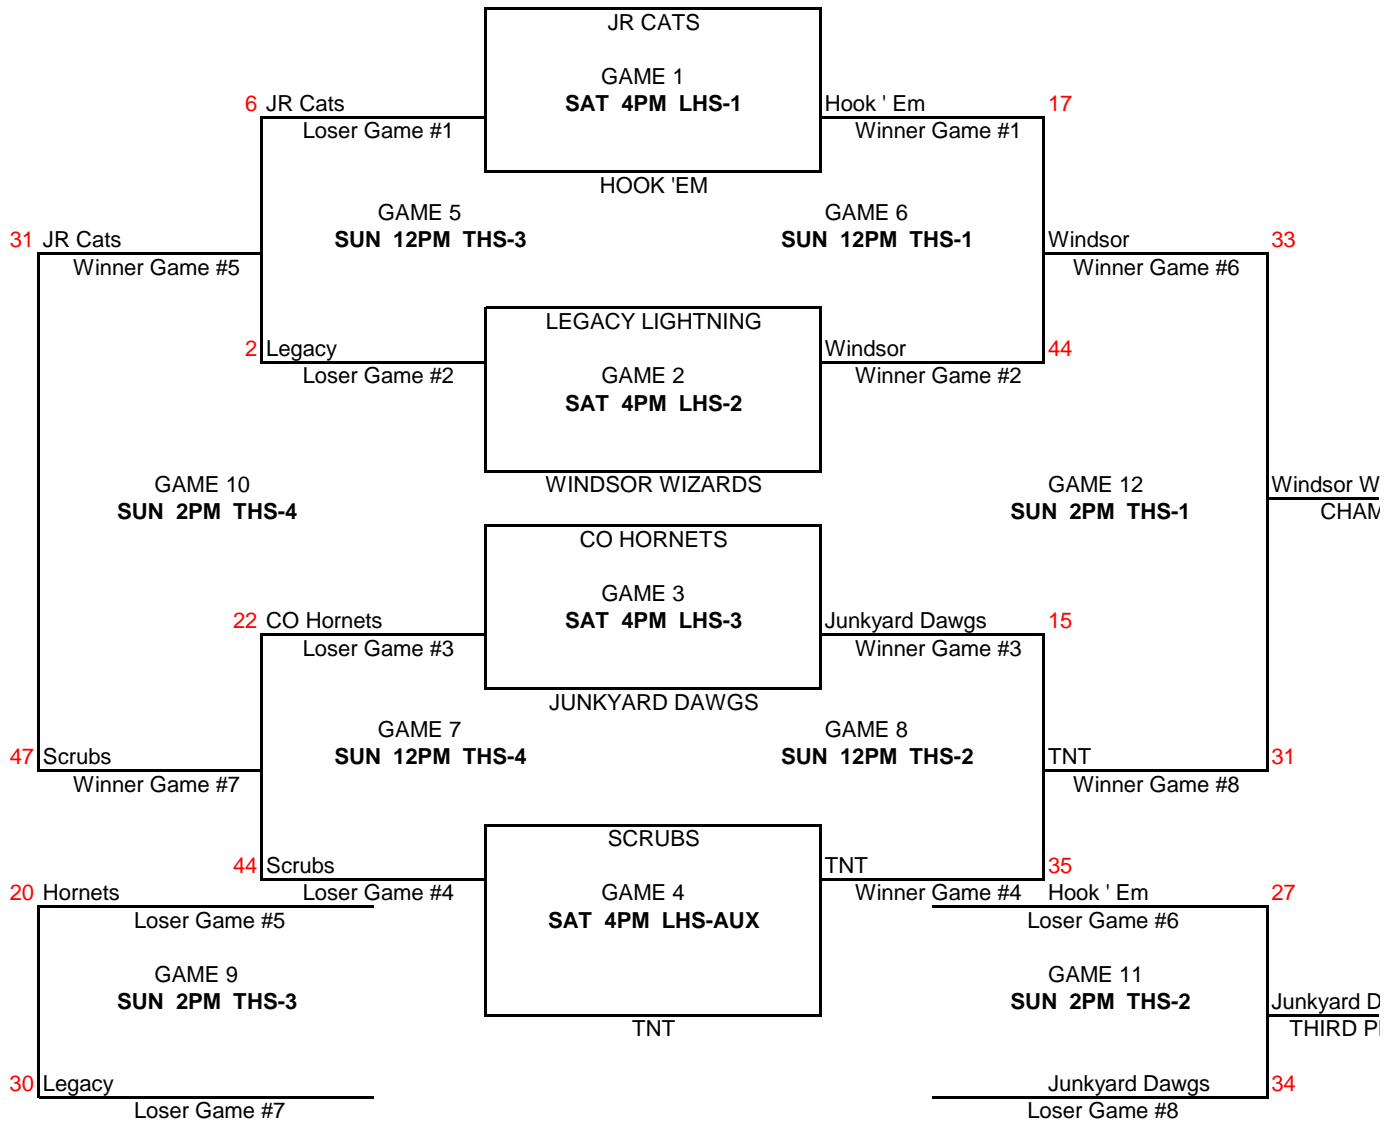 JR CATS
GAME 1
6 JR Cats SAT 4PM LHS-1 Hook ' Em 17
Loser Game #1 Winner Game #1
HOOK 'EM
GAME 5 GAME 6
31 JR Cats SUN 12PM THS-3 SUN 12PM THS-1 Windsor 33
Winner Game #5 Winner Game #6
LEGACY LIGHTNING
2 Legacy Windsor 44
Loser Game #2 GAME 2 Winner Game #2
SAT 4PM LHS-2
GAME 10 WINDSOR WIZARDS GAME 12 Windsor W
SUN 2PM THS-4 SUN 2PM THS-1 CHAM
CO HORNETS
GAME 3
22 CO Hornets SAT 4PM LHS-3 Junkyard Dawgs 15
Loser Game #3 Winner Game #3
JUNKYARD DAWGS
GAME 7 GAME 8
47 Scrubs SUN 12PM THS-4 SUN 12PM THS-2 TNT 31
Winner Game #7 Winner Game #8
SCRUBS
44 Scrubs TNT 35
20 Hornets Loser Game #4 GAME 4 Winner Game #4 Hook ' Em 27
Loser Game #5 SAT 4PM LHS-AUX Loser Game #6
GAME 9 GAME 11
SUN 2PM THS-3 SUN 2PM THS-2 Junkyard D
TNT THIRD P
30 Legacy Junkyard Dawgs 34
Loser Game #7 Loser Game #8